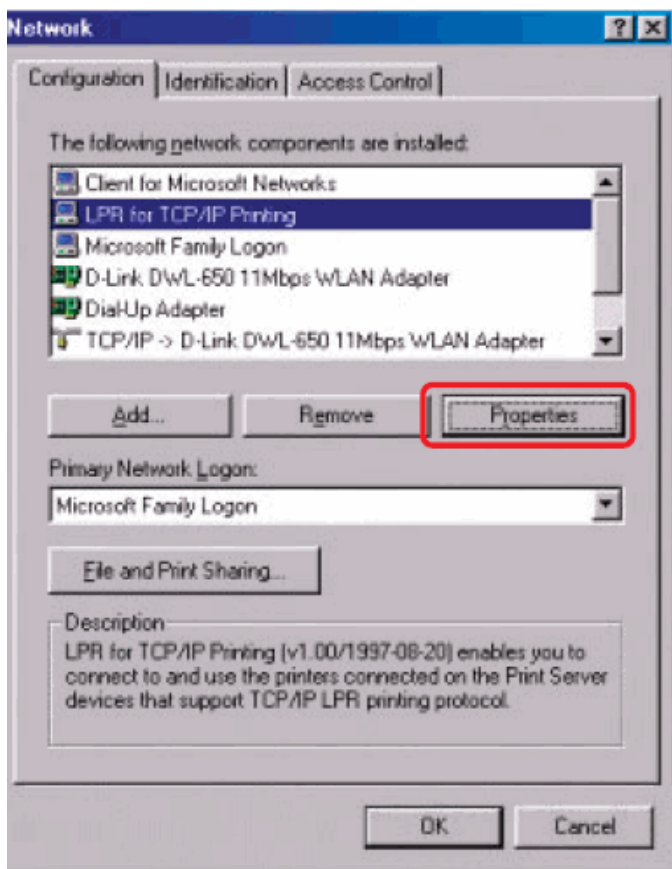 Network
Configuration Identification Access Control
The following network components are installed:
Client for Microsoft Networks
LPR for TCP/IP Printing
Microsoft Family Logon
D-Link DWL-650 11Mbps WLAN Adapter
Dial-Up Adapter
TCP/IP -> D-Link DWL-650 11Mbps WLAN Adapter
Add... Remove Properties
Primary Network Logon:
Microsoft Family Logon
File and Print Sharing...
Description
LPR for TCP/IP Printing (v1.00/1997-08-20) enables you to
connect to and use the printers connected on the Print Server
devices that support TCP/IP LPR printing protocol.
OK Cancel